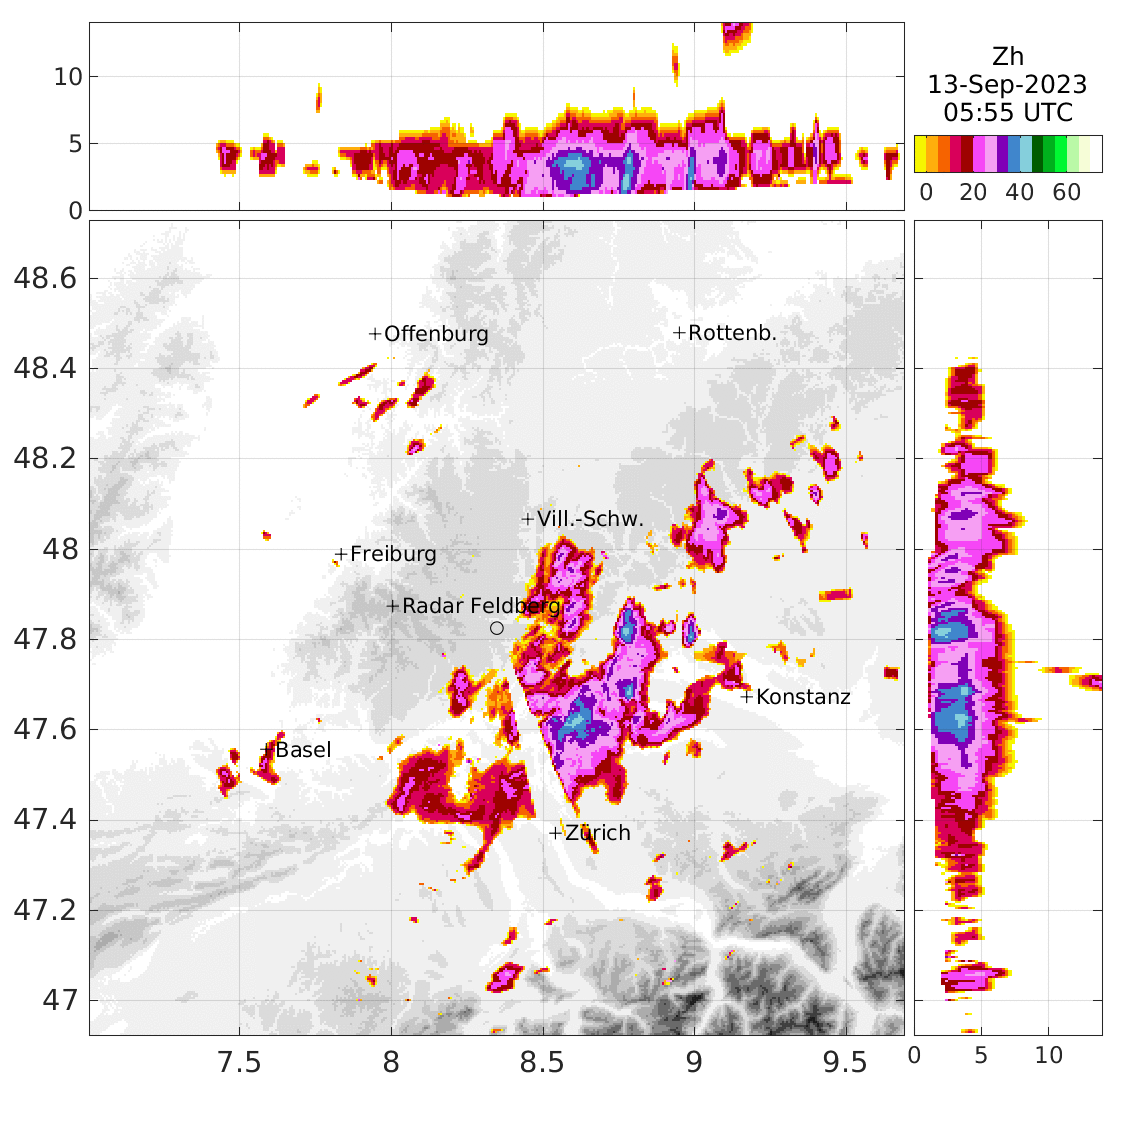 10
5
0
Zh
13-Sep-2023
05:55 UTC
0 20 40 60
48.6
48.4
48.2
48
47.8
47.6
47.4
47.2
47
+Offenburg
+Rottenb.
+Vill.-Schw.
+Freiburg
+Radar Feldberg
+Konstanz
+Basel
+Zürich
7.5 8 8.5 9 9.5
0 5 10